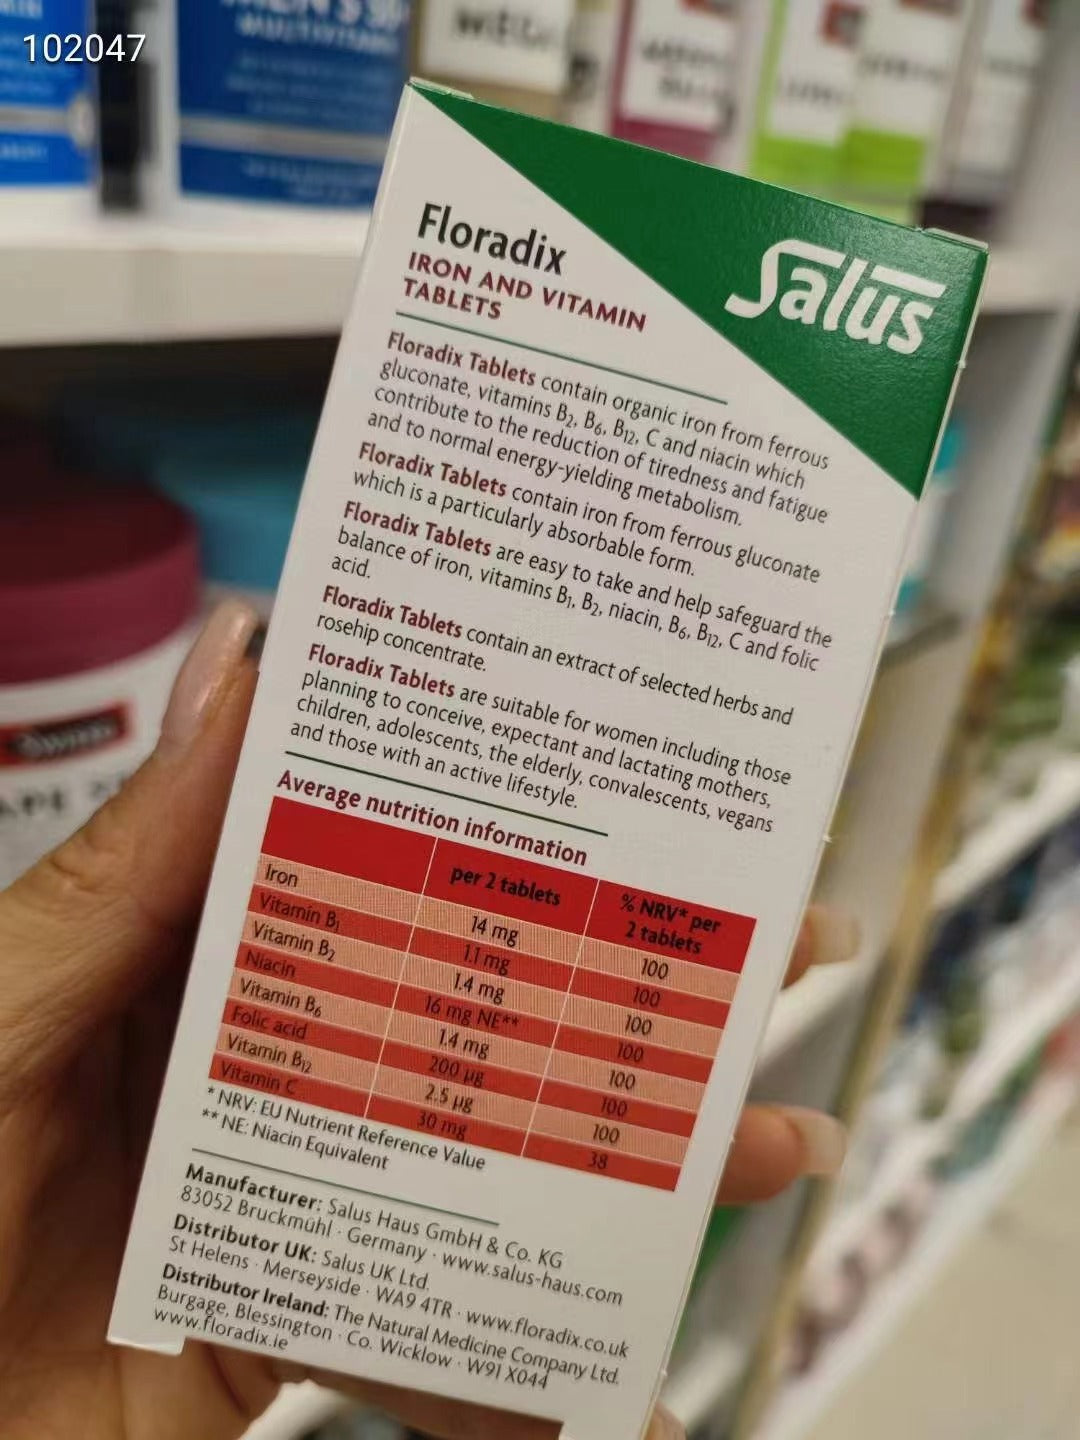 102047
MEN'S
MULTIVITAMIN
Salus
Floradix
IRON AND VITAMIN
TABLETS
Floradix Tablets contain organic iron from ferrous
gluconate, vitamins B₂, B₆, B₁₂, C and niacin which
contribute to the reduction of tiredness and fatigue
and to normal energy-yielding metabolism.
Floradix Tablets contain iron from ferrous gluconate
which is a particularly absorbable form.
Floradix Tablets are easy to take and help safeguard the
balance of iron, vitamins B₁, B₂, niacin, B₆, B₁₂, C and folic
acid.
Floradix Tablets contain an extract of selected herbs and
rosehip concentrate.
Floradix Tablets are suitable for women including those
planning to conceive, expectant and lactating mothers,
children, adolescents, the elderly, convalescents, vegans
and those with an active lifestyle.
Average nutrition information
per 2 tablets % NRV* per
2 tablets
Iron 14 mg 100
Vitamin B₁ 1.1 mg 100
Vitamin B₂ 1.4 mg 100
Niacin 16 mg NE** 100
Vitamin B₆ 1.4 mg 100
Folic acid 200 µg 100
Vitamin B₁₂ 2.5 µg 100
Vitamin C 30 mg 38
* NRV: EU Nutrient Reference Value
** NE: Niacin Equivalent
Manufacturer: Salus Haus GmbH & Co. KG
83052 Bruckmühl · Germany · www.salus-haus.com
Distributor UK: Salus UK Ltd.
St Helens · Merseyside · WA9 4TR · www.floradix.co.uk
Distributor Ireland: The Natural Medicine Company Ltd.
Burgage, Blessington · Co. Wicklow · W91 X044
www.floradix.ie